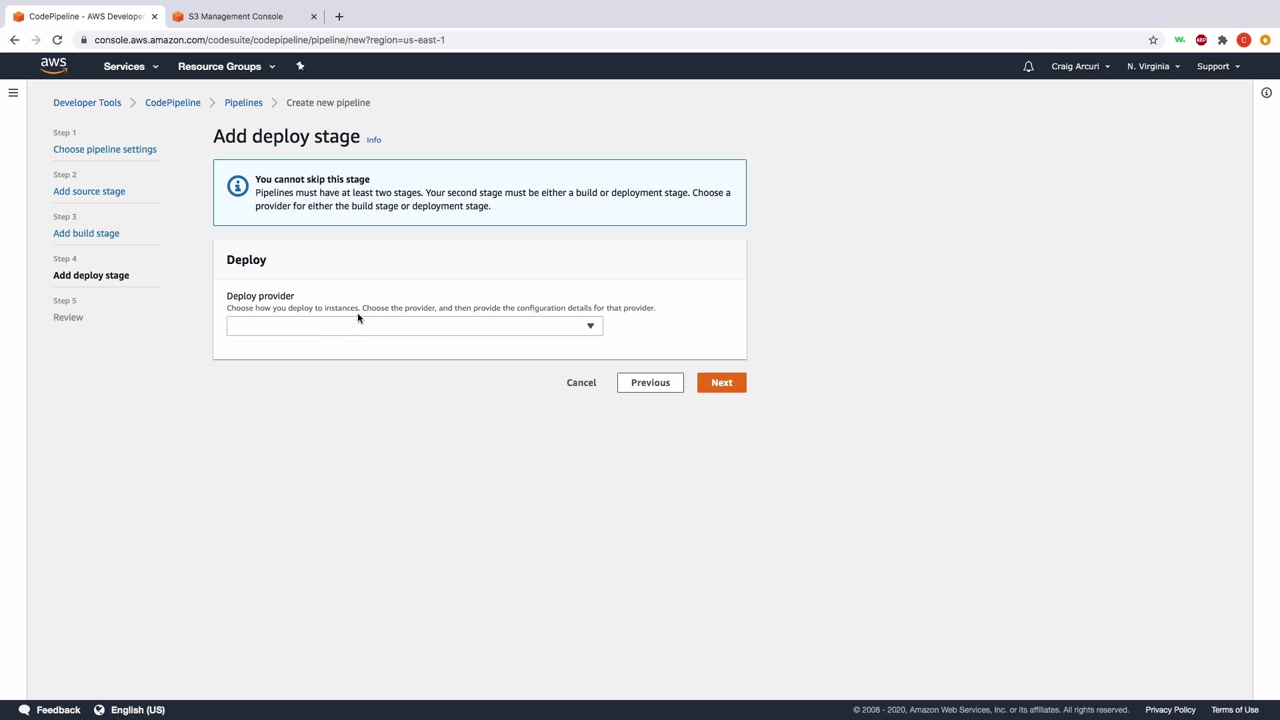 CodePipeline - AWS Developer
S3 Management Console
console.aws.amazon.com/codesuite/codepipeline/pipeline/new?region=us-east-1
aws
Services
Resource Groups
Craig Arcuri
N. Virginia
Support
Developer Tools
CodePipeline
Pipelines
Create new pipeline
Step 1
Choose pipeline settings
Step 2
Add source stage
Step 3
Add build stage
Step 4
Add deploy stage
Step 5
Review
Add deploy stage
Info
You cannot skip this stage
Pipelines must have at least two stages. Your second stage must be either a build or deployment stage. Choose a
provider for either the build stage or deployment stage.
Deploy
Deploy provider
Choose how you deploy to instances. Choose the provider, and then provide the configuration details for that provider.
Cancel
Previous
Next
Feedback
English (US)
© 2008 - 2020, Amazon Web Services, Inc. or its affiliates. All rights reserved.
Privacy Policy
Terms of Use